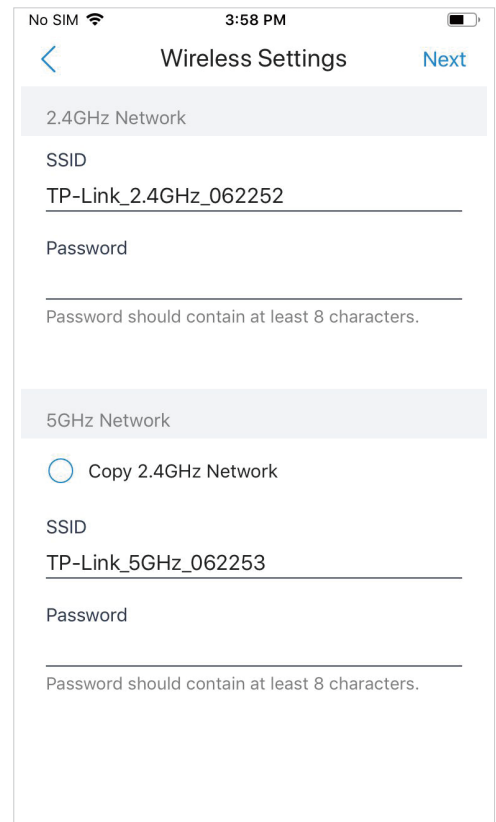 No SIM 3:58 PM
Wireless Settings Next
2.4GHz Network
SSID
TP-Link_2.4GHz_062252
Password
Password should contain at least 8 characters.
5GHz Network
Copy 2.4GHz Network
SSID
TP-Link_5GHz_062253
Password
Password should contain at least 8 characters.